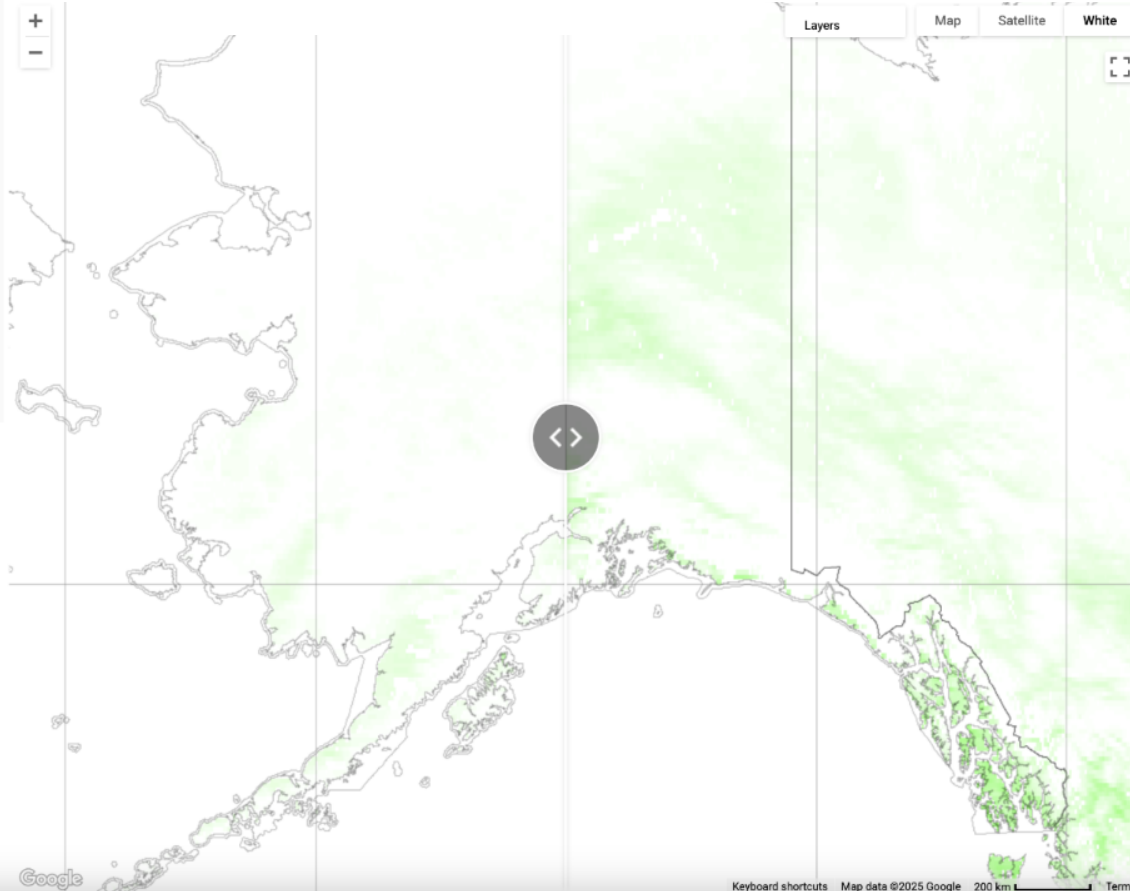 +
−
Layers
Map Satellite White
Google
Keyboard shortcuts Map data ©2025 Google 200 km Term